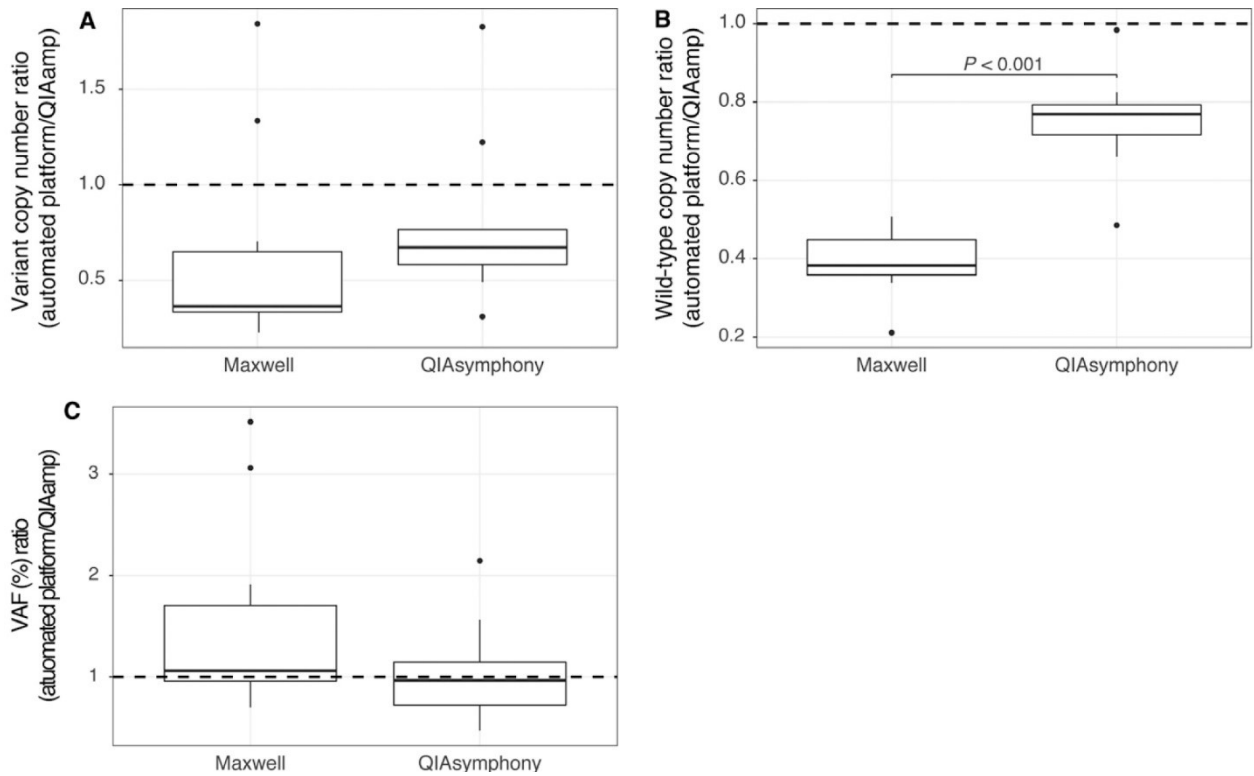 A
Variant copy number ratio
(automated platform/QIAamp)
1.5
1.0
0.5
Maxwell QIAsymphony
B
Wild-type copy number ratio
(automated platform/QIAamp)
1.0
0.8
0.6
0.4
0.2
P < 0.001
Maxwell QIAsymphony
C
VAF (%) ratio
(atuomated platform/QIAamp)
3
2
1
Maxwell QIAsymphony